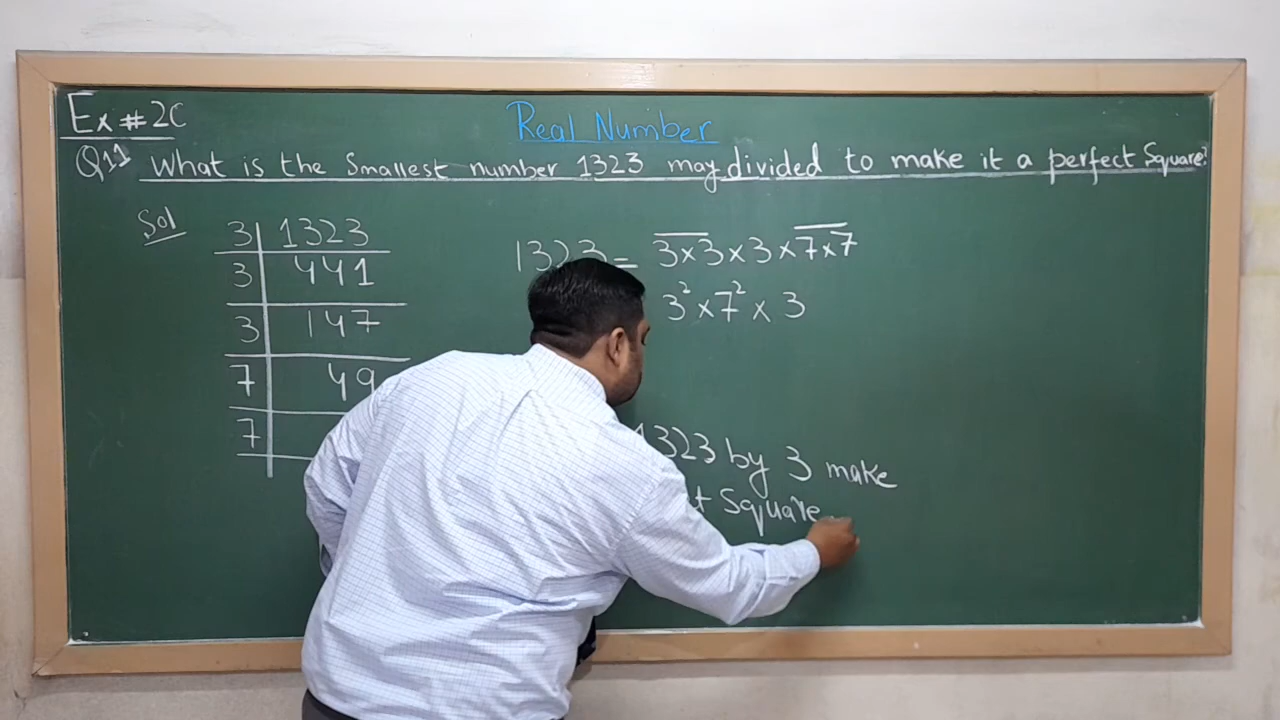 Ex # 2C
Real Number
Q11 What is the Smallest number 1323 may divided to make it a perfect Square?
Sol
3 1323
3 441
3 147
7 49
7
1323 = 3×3×3×7×7
3² × 7² × 3
1323 by 3 make
Square